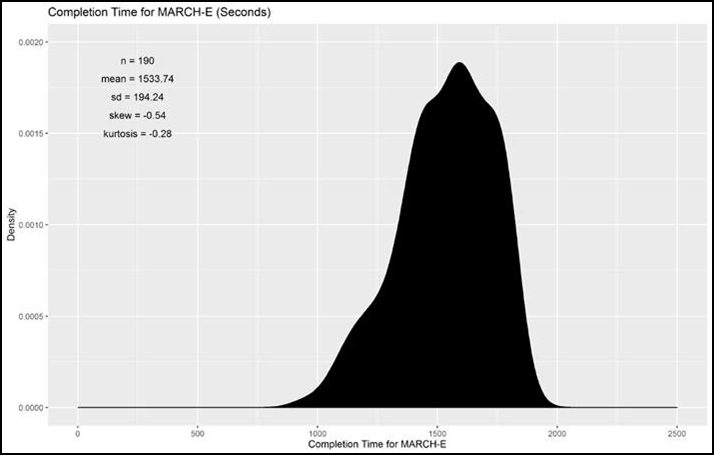 Completion Time for MARCH-E (Seconds)
n = 190
mean = 1533.74
sd = 194.24
skew = -0.54
kurtosis = -0.28
Density
0.0020
0.0015
0.0010
0.0005
0.0000
0 500 1000 1500 2000 2500
Completion Time for MARCH-E